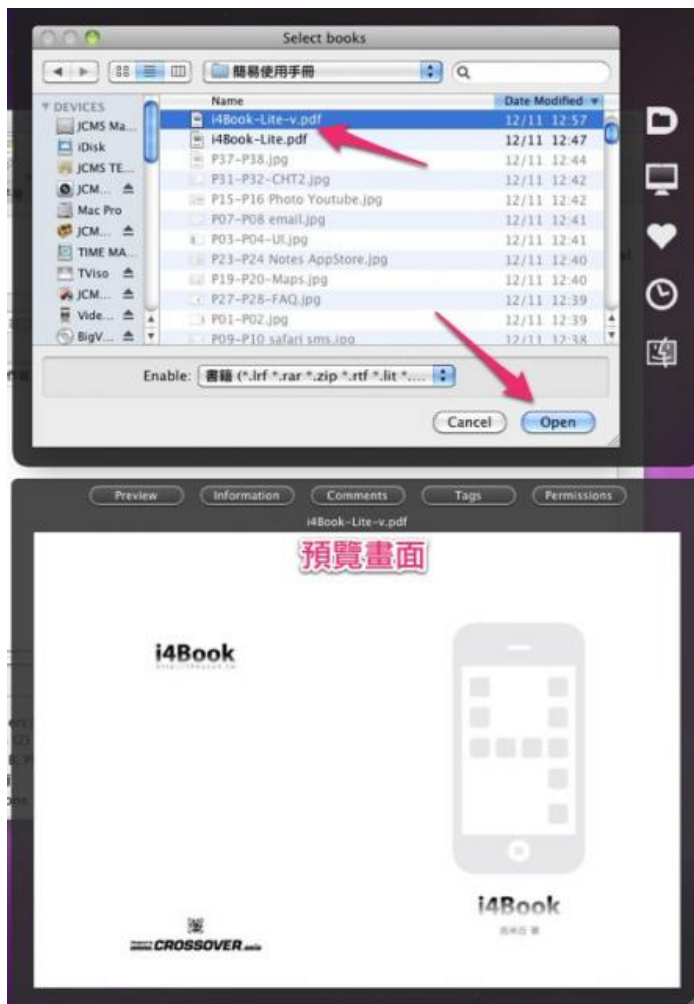 Select books
簡易使用手冊
Name Date Modified
DEVICES
JCMS Ma...
iDisk
JCMS TE...
JCM...
Mac Pro
JCM...
TIME MA...
TViso
JCM...
Vide...
BigV...
i4Book-Lite-v.pdf 12/11 12:57
i4Book-Lite.pdf 12/11 12:47
P37-P38.jpg 12/11 12:44
P31-P32-CHT2.jpg 12/11 12:42
P15-P16 Photo Youtube.jpg 12/11 12:42
P07-P08 email.jpg 12/11 12:41
P03-P04-UI.jpg 12/11 12:41
P23-P24 Notes AppStore.jpg 12/11 12:40
P19-P20-Maps.jpg 12/11 12:40
P27-P28-FAQ.jpg 12/11 12:39
P01-P02.jpg 12/11 12:39
P09-P10 safari sms.jpg 12/11 12:38
Enable: 書籍 (*.lrf *.rar *.zip *.rtf *.lit *....
Cancel Open
Preview Information Comments Tags Permissions
i4Book-Lite-v.pdf
預覽畫面
i4Book
i4Book
www.CROSSOVER.asia